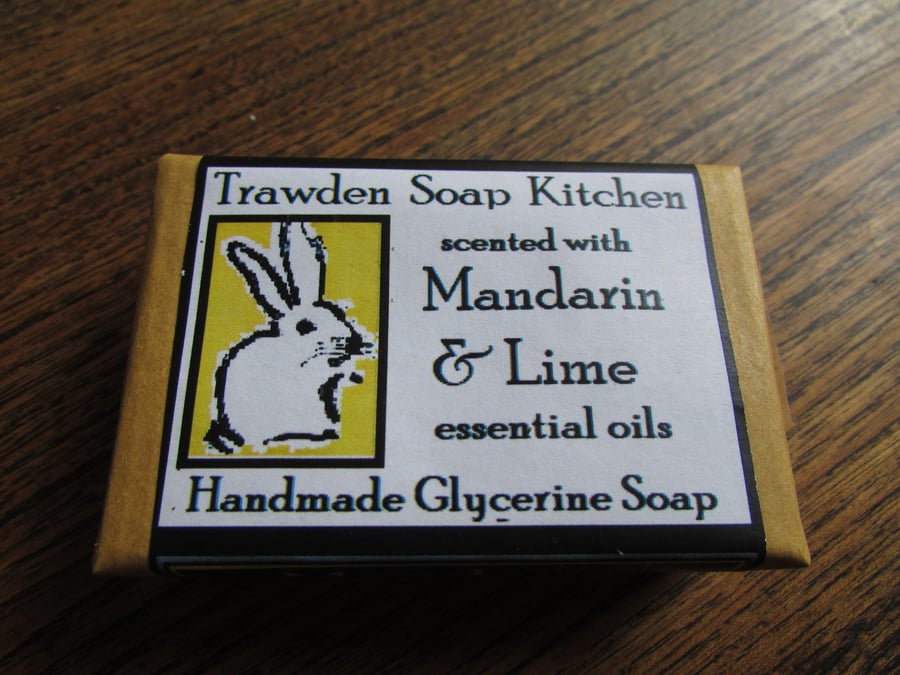 Trawden Soap Kitchen
scented with
Mandarin
& Lime
essential oils
Handmade Glycerine Soap